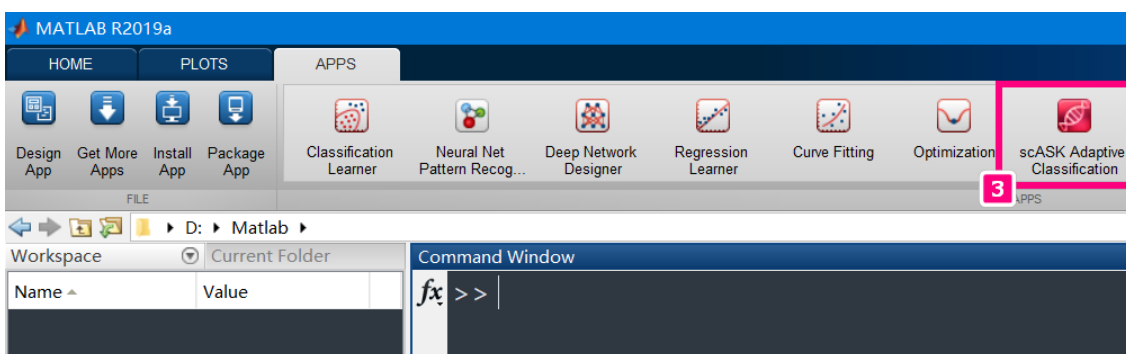 MATLAB R2019a
HOME PLOTS APPS
Design App
Get More Apps
Install App
Package App
Classification Learner
Neural Net Pattern Recog...
Deep Network Designer
Regression Learner
Curve Fitting
Optimization
scASK Adaptive Classification
3
FILE
APPS
D: Matlab
Workspace Current Folder Command Window
Name Value fx >>